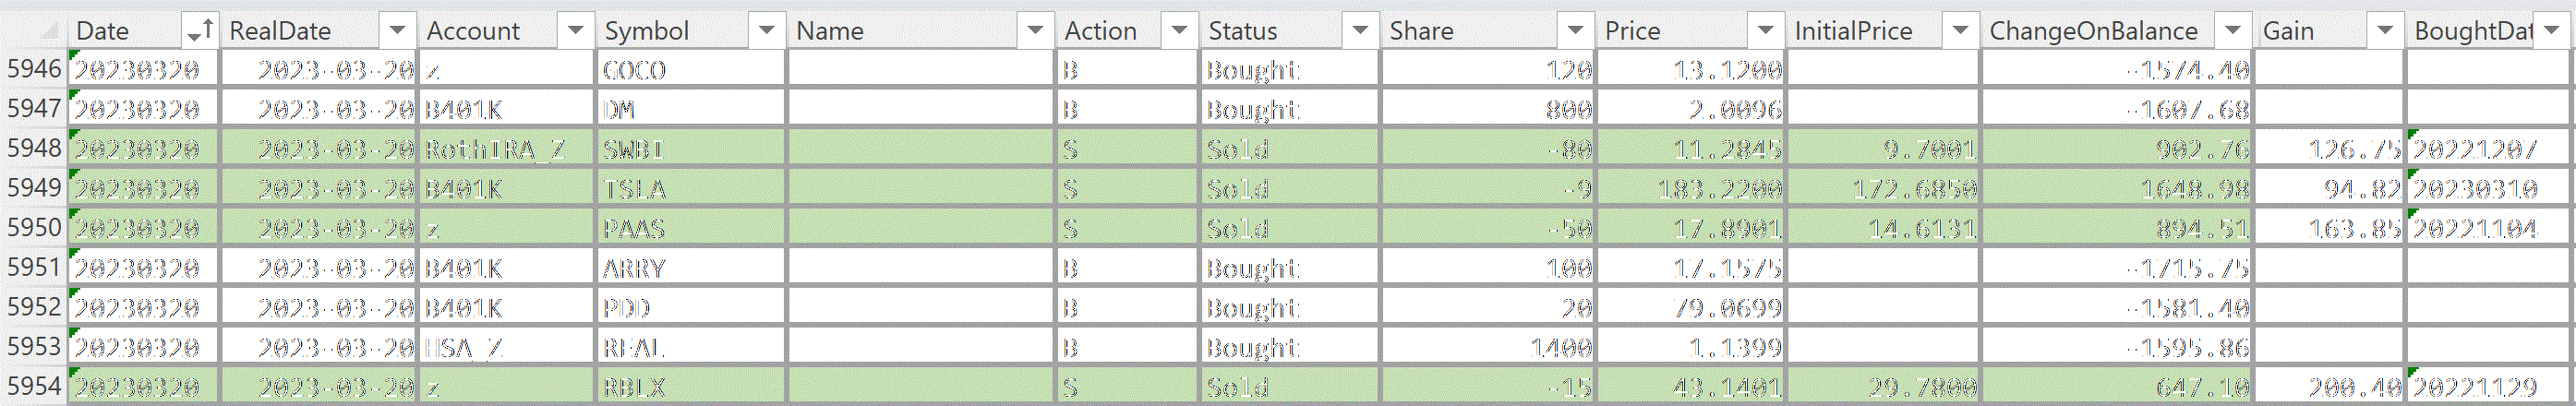 Date RealDate Account Symbol Name Action Status Share Price InitialPrice ChangeOnBalance Gain BoughtDat
5946 20230320 2023-03-20 z GOCO B Bought 120 13.1200 -1574.40
5947 20230320 2023-03-20 B401K DM B Bought 800 2.0096 -1607.68
5948 20230320 2023-03-20 RothIRA_Z SWBI S Sold -80 11.2845 9.7001 902.76 126.75 20221207
5949 20230320 2023-03-20 B401K TSLA S Sold -9 183.2200 172.6850 1648.98 94.82 20230310
5950 20230320 2023-03-20 z PAAS S Sold -50 17.8901 14.6131 894.51 163.85 20221104
5951 20230320 2023-03-20 B401K ARRY B Bought 100 17.1575 -1715.75
5952 20230320 2023-03-20 B401K PDD B Bought 20 79.0699 -1581.40
5953 20230320 2023-03-20 HSA_Z REAL B Bought 1400 1.1399 -1595.86
5954 20230320 2023-03-20 z RBLX S Sold -15 43.1401 29.7800 647.10 200.40 20221129